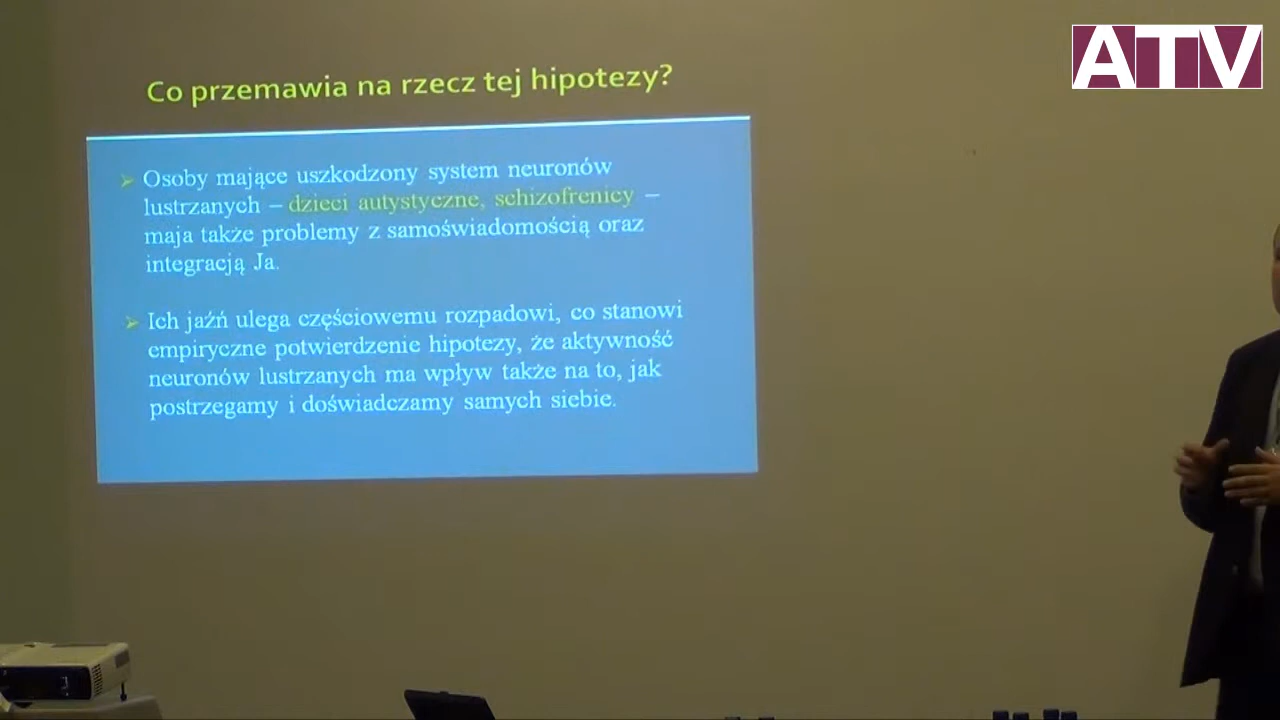 ATV
Co przemawia na rzecz tej hipotezy?
Osoby mające uszkodzony system neuronów
lustrzanych – dzieci autystyczne, schizofrenicy –
maja także problemy z samoświadomością oraz
integracją Ja.
Ich jaźń ulega częściowemu rozpadowi, co stanowi
empiryczne potwierdzenie hipotezy, że aktywność
neuronów lustrzanych ma wpływ także na to, jak
postrzegamy i doświadczamy samych siebie.